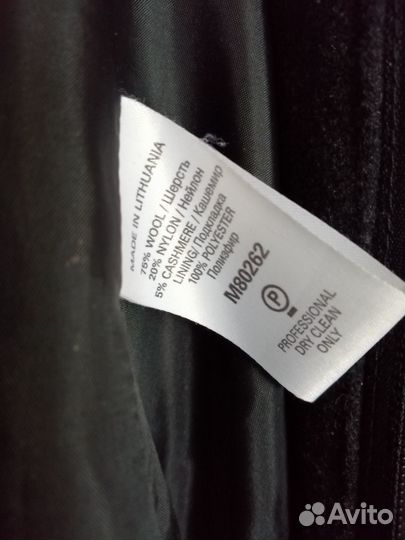 MADE IN LITHUANIA
75% WOOL / Шерсть
20% NYLON / Нейлон
5% CASHMERE / Кашемир
LINING/ Подкладка
100% POLYESTER
Полиэфир
M80262
P
PROFESSIONAL
DRY CLEAN
ONLY
Avito